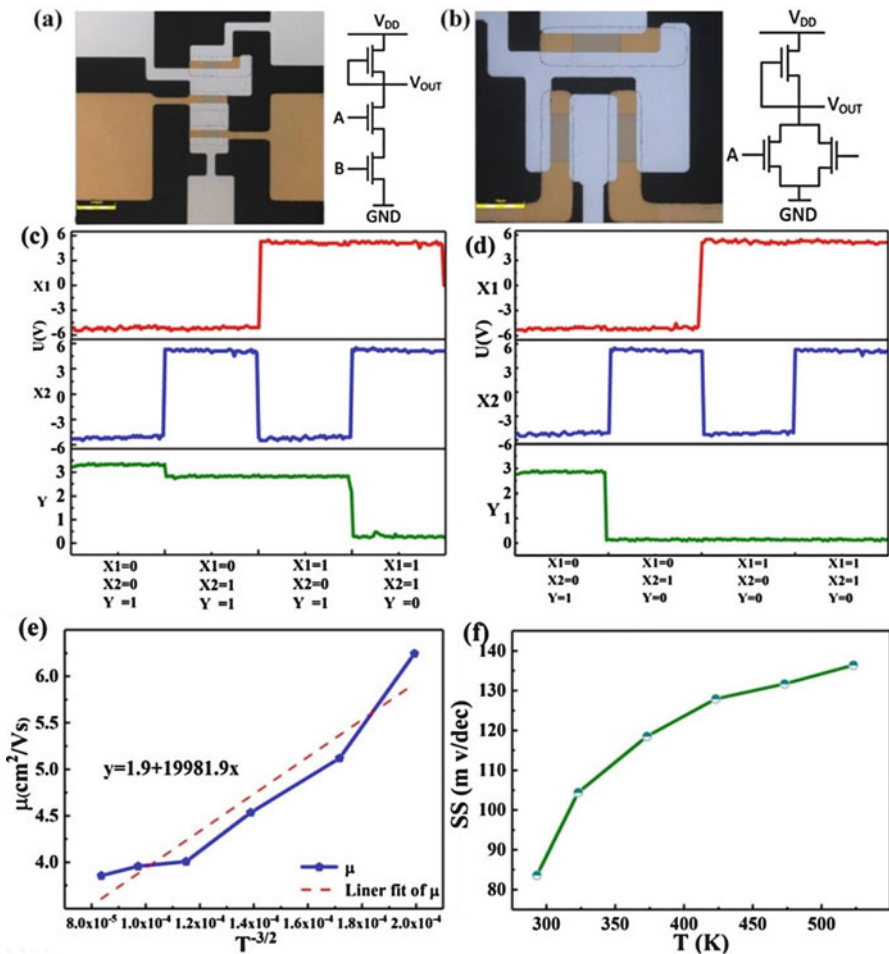 (a)
V_DD
V_OUT
A
B
GND
(b)
V_DD
V_OUT
A
GND
(c)
6
3
0
-3
-6
X1
U(V)
6
3
0
-3
-6
X2
3
2
1
0
Y
X1=0 X1=0 X1=1 X1=1
X2=0 X2=1 X2=0 X2=1
Y =1 Y =1 Y =1 Y =0
(d)
6
3
0
-3
-6
X1
U(V)
6
3
0
-3
-6
X2
3
2
1
0
Y
X1=0 X1=0 X1=1 X1=1
X2=0 X2=1 X2=0 X2=1
Y=1 Y=0 Y=0 Y=0
(e)
6.0
5.5
5.0
4.5
4.0
μ(cm²/Vs)
y=1.9+19981.9x
μ
Liner fit of μ
8.0x10⁻⁵ 1.0x10⁻⁴ 1.2x10⁻⁴ 1.4x10⁻⁴ 1.6x10⁻⁴ 1.8x10⁻⁴ 2.0x10⁻⁴
T⁻³/²
(f)
140
130
120
110
100
90
80
SS (m v/dec)
300 350 400 450 500
T (K)